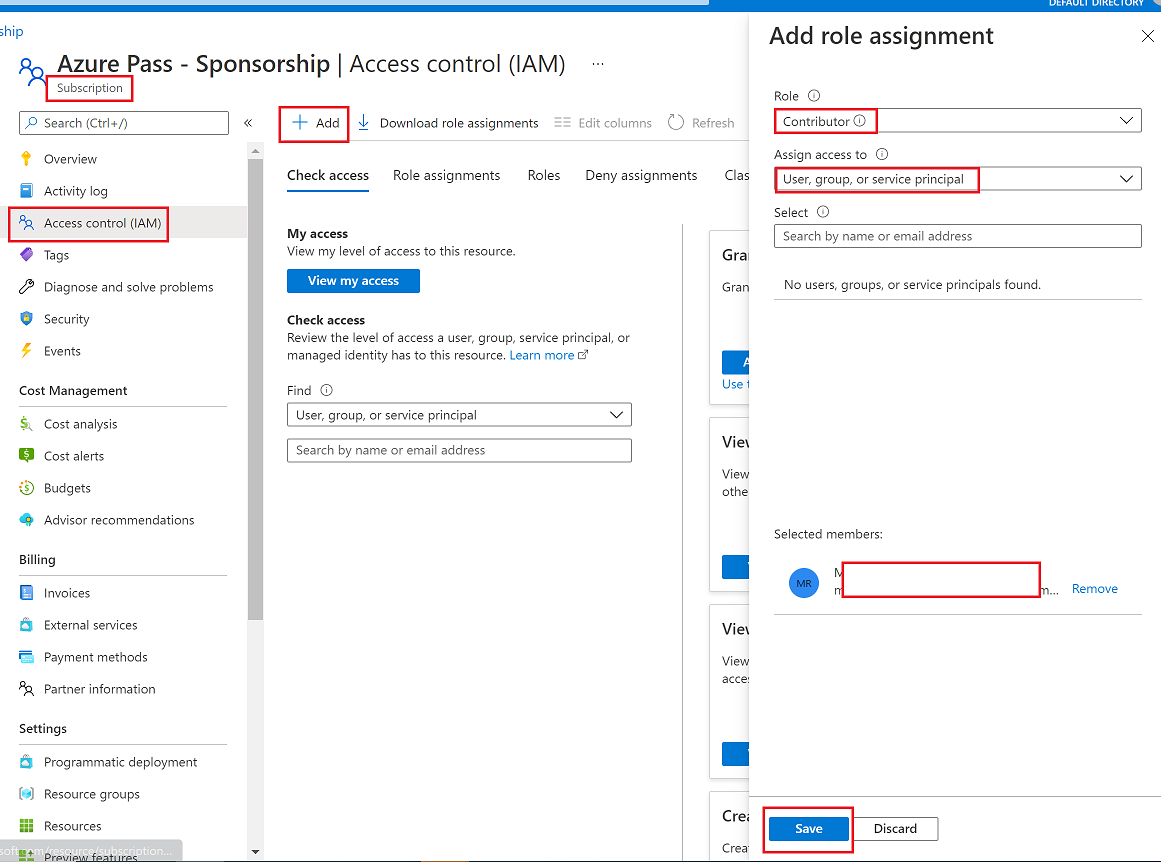 DEFAULT DIRECTORY
ship
Azure Pass - Sponsorship | Access control (IAM) ...
Subscription
Search (Ctrl+/)
«
Overview
Activity log
Access control (IAM)
Tags
Diagnose and solve problems
Security
Events
Cost Management
Cost analysis
Cost alerts
Budgets
Advisor recommendations
Billing
Invoices
External services
Payment methods
Partner information
Settings
Programmatic deployment
Resource groups
Resources
Preview features
soft.com/resource/subscription...
+ Add
Download role assignments
Edit columns
Refresh
Check access
Role assignments
Roles
Deny assignments
Clas
My access
View my level of access to this resource.
View my access
Check access
Review the level of access a user, group, service principal, or
managed identity has to this resource. Learn more
Find
User, group, or service principal
Search by name or email address
Gra
Gran
A
Use t
View
View
othe
View
View
acces
Crea
Creat
Add role assignment
Role
Contributor
Assign access to
User, group, or service principal
Select
Search by name or email address
No users, groups, or service principals found.
Selected members:
MR
M
m
m...
Remove
Save
Discard